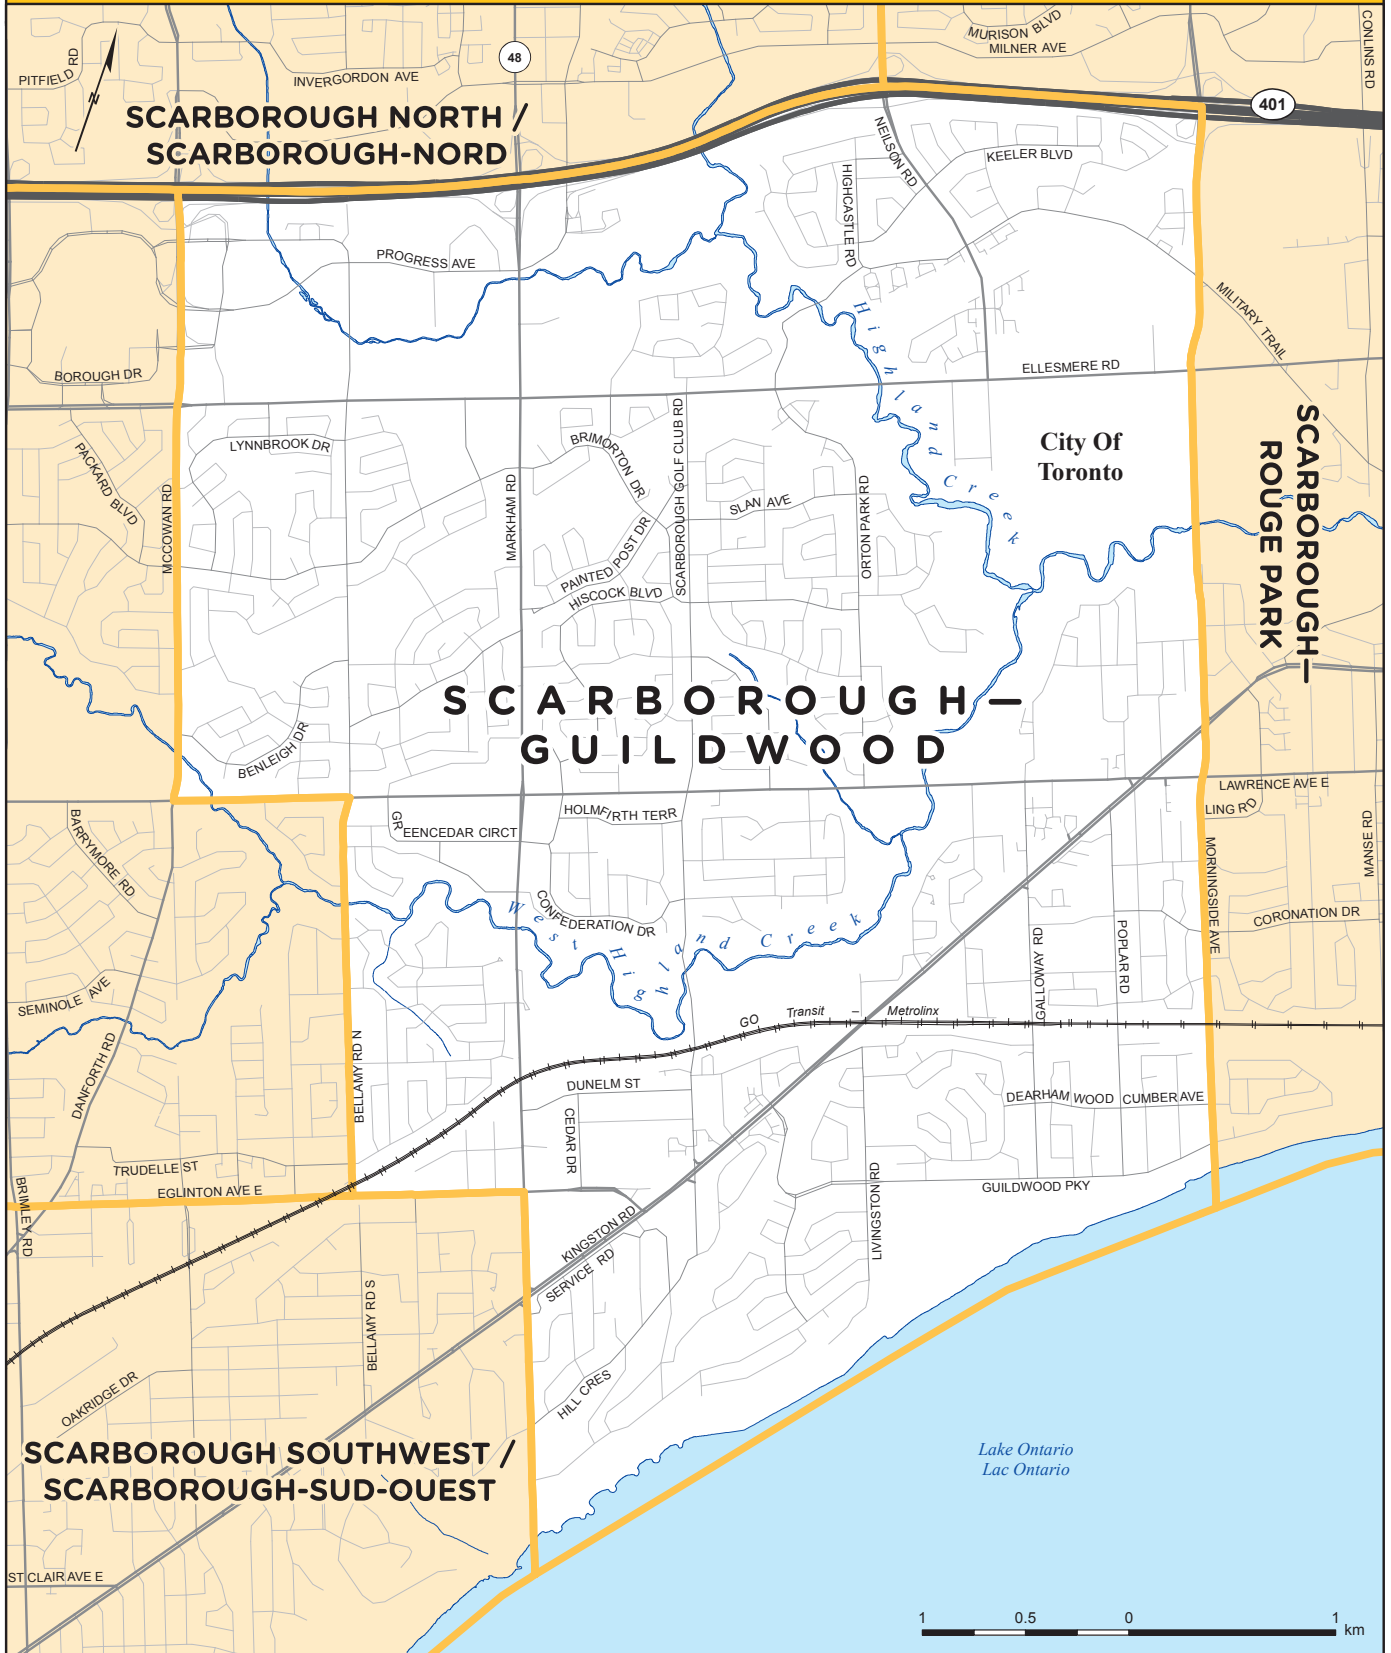 PITFIELD RD
INVERGORDON AVE
48
MURISON BLVD
MILNER AVE
CONLINS RD
N
SCARBOROUGH NORTH /
SCARBOROUGH-NORD
401
NEILSON RD
KEELER BLVD
HIGHCASTLE RD
PROGRESS AVE
MILITARY TRAIL
Highland Creek
BOROUGH DR
ELLESMERE RD
LYNNBROOK DR
BRIMORTON DR
SCARBOROUGH GOLF CLUB RD
City Of
Toronto
SCARBOROUGH—
ROUGE PARK
PACKARD BLVD
MCCOWAN RD
MARKHAM RD
SLAN AVE
ORTON PARK RD
PAINTED POST DR
HISCOCK BLVD
SCARBOROUGH—
GUILDWOOD
BENLEIGH DR
LAWRENCE AVE E
LING RD
BARRYMORE RD
GREENCEDAR CIRCT
HOLMFIRTH TERR
MORNINGSIDE AVE
MANSE RD
CONFEDERATION DR
West Highland Creek
CORONATION DR
POPLAR RD
GALLOWAY RD
SEMINOLE AVE
GO Transit – Metrolinx
DANFORTH RD
BELLAMY RD N
DUNELM ST
CEDAR DR
DEARHAM WOOD
CUMBER AVE
TRUDELLE ST
EGLINTON AVE E
BRIMLEY RD
LIVINGSTON RD
GUILDWOOD PKY
KINGSTON RD
SERVICE RD
BELLAMY RD S
OAKRIDGE DR
HILL CRES
SCARBOROUGH SOUTHWEST /
SCARBOROUGH-SUD-OUEST
Lake Ontario
Lac Ontario
ST CLAIR AVE E
1 0.5 0 1 km